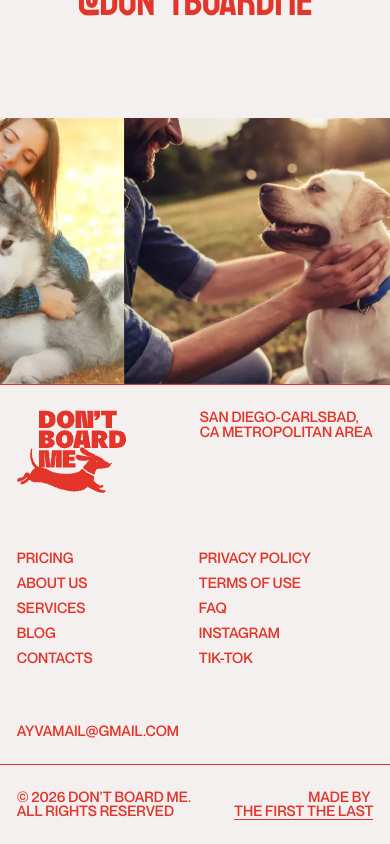 @DON'TBOARDME
DON'T
BOARD
ME
SAN DIEGO-CARLSBAD,
CA METROPOLITAN AREA
PRICING
ABOUT US
SERVICES
BLOG
CONTACTS
PRIVACY POLICY
TERMS OF USE
FAQ
INSTAGRAM
TIK-TOK
AYVAMAIL@GMAIL.COM
© 2026 DON'T BOARD ME.
ALL RIGHTS RESERVED
MADE BY
THE FIRST THE LAST